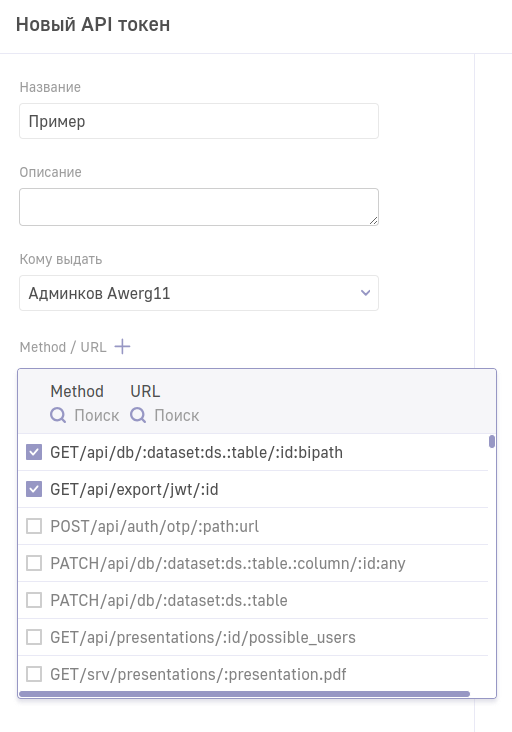 Новый API токен
Название
Пример
Описание
Кому выдать
Админков Awerg11
Method / URL
Method URL
Поиск Поиск
GET/api/db/:dataset:ds.:table/:id:bipath
GET/api/export/jwt/:id
POST/api/auth/otp/:path:url
PATCH/api/db/:dataset:ds.:table.:column/:id:any
PATCH/api/db/:dataset:ds.:table
GET/api/presentations/:id/possible_users
GET/srv/presentations/:presentation.pdf